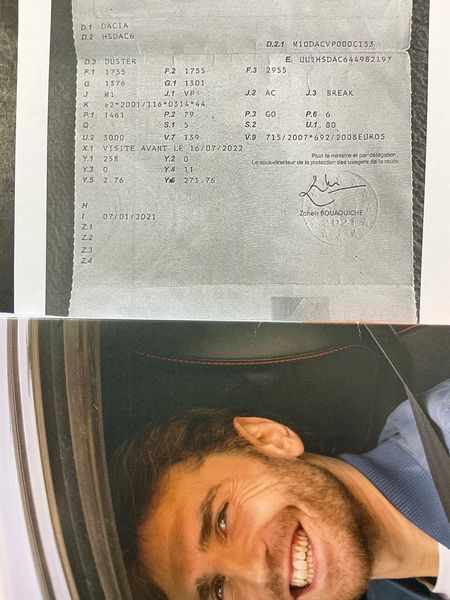 D.1 DACIA
D.2 HSDAC6
D.2.1 M10DACVP000C153
D.3 DUSTER E. UU1HSDAC644982197
F.1 1755 F.2 1755 F.3 2955
G 1376 G.1 1301
J M1 J.1 VP J.2 AC J.3 BREAK
K e2*2001/116*0314*44
P.1 1461 P.2 79 P.3 GO P.6 6
Q S.1 5 S.2 U.1 80
U.2 3000 V.7 139 V.9 715/2007*692/2008EURO5
X.1 VISITE AVANT LE 16/07/2022
Y.1 258 Y.2 0
Pour le ministre et par délégation,
Y.3 0 Y.4 11
Le sous-directeur de la protection des usagers de la route
Y.5 2.76 Y.6 271.76
H
Zoheir BOUAOUICHE
I 07/01/2021
Z.1
Z.2
Z.3
Z.4